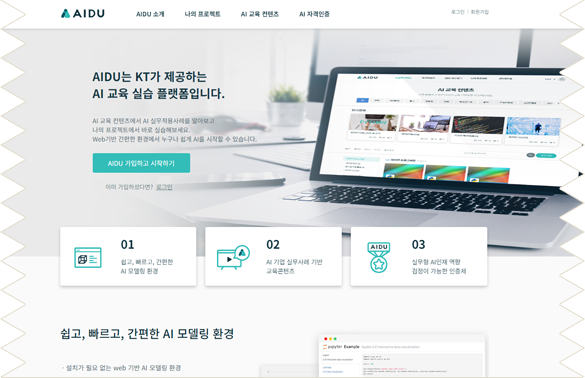 AIDU
AIDU 소개
나의 프로젝트
AI 교육 컨텐츠
AI 자격인증
로그인
회원가입
AIDU는 KT가 제공하는
AI 교육 실습 플랫폼입니다.
AI 교육 컨텐츠에서 AI 실무적용사례를 알아보고
나의 프로젝트에서 바로 실습해보세요.
Web기반 간편한 환경에서 누구나 쉽게 AI를 시작할 수 있습니다.
AIDU 가입하고 시작하기
이미 가입하셨다면? 로그인
AIDU
AI 교육 컨텐츠
01
쉽고, 빠르고, 간편한
AI 모델링 환경
AI
02
AI 기업 실무사례 기반
교육콘텐츠
AIDU
03
실무형 AI인재 역량
검정이 가능한 인증제
쉽고, 빠르고, 간편한 AI 모델링 환경
· 설치가 필요 없는 web 기반 AI 모델링 환경
jupyter Example